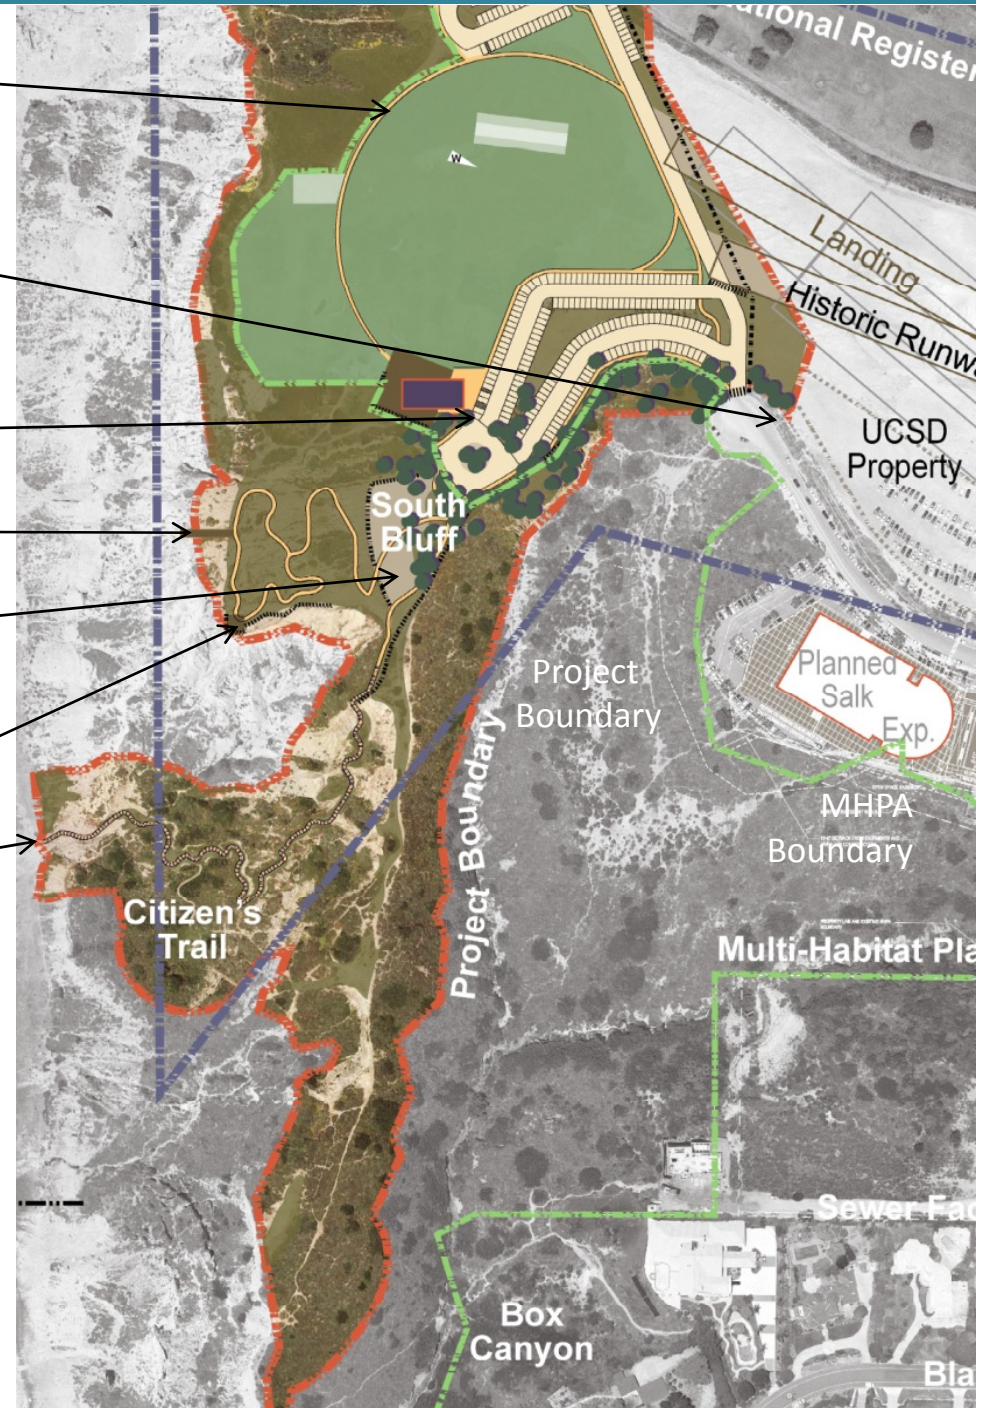 National Register
W
Landing
Historic Runw
UCSD
Property
South
Bluff
Planned
Salk
Exp.
Project
Boundary
Project Boundary
MHPA
Boundary
Citizen's
Trail
Multi-Habitat Pla
Sewer Fac
Box
Canyon
Bla